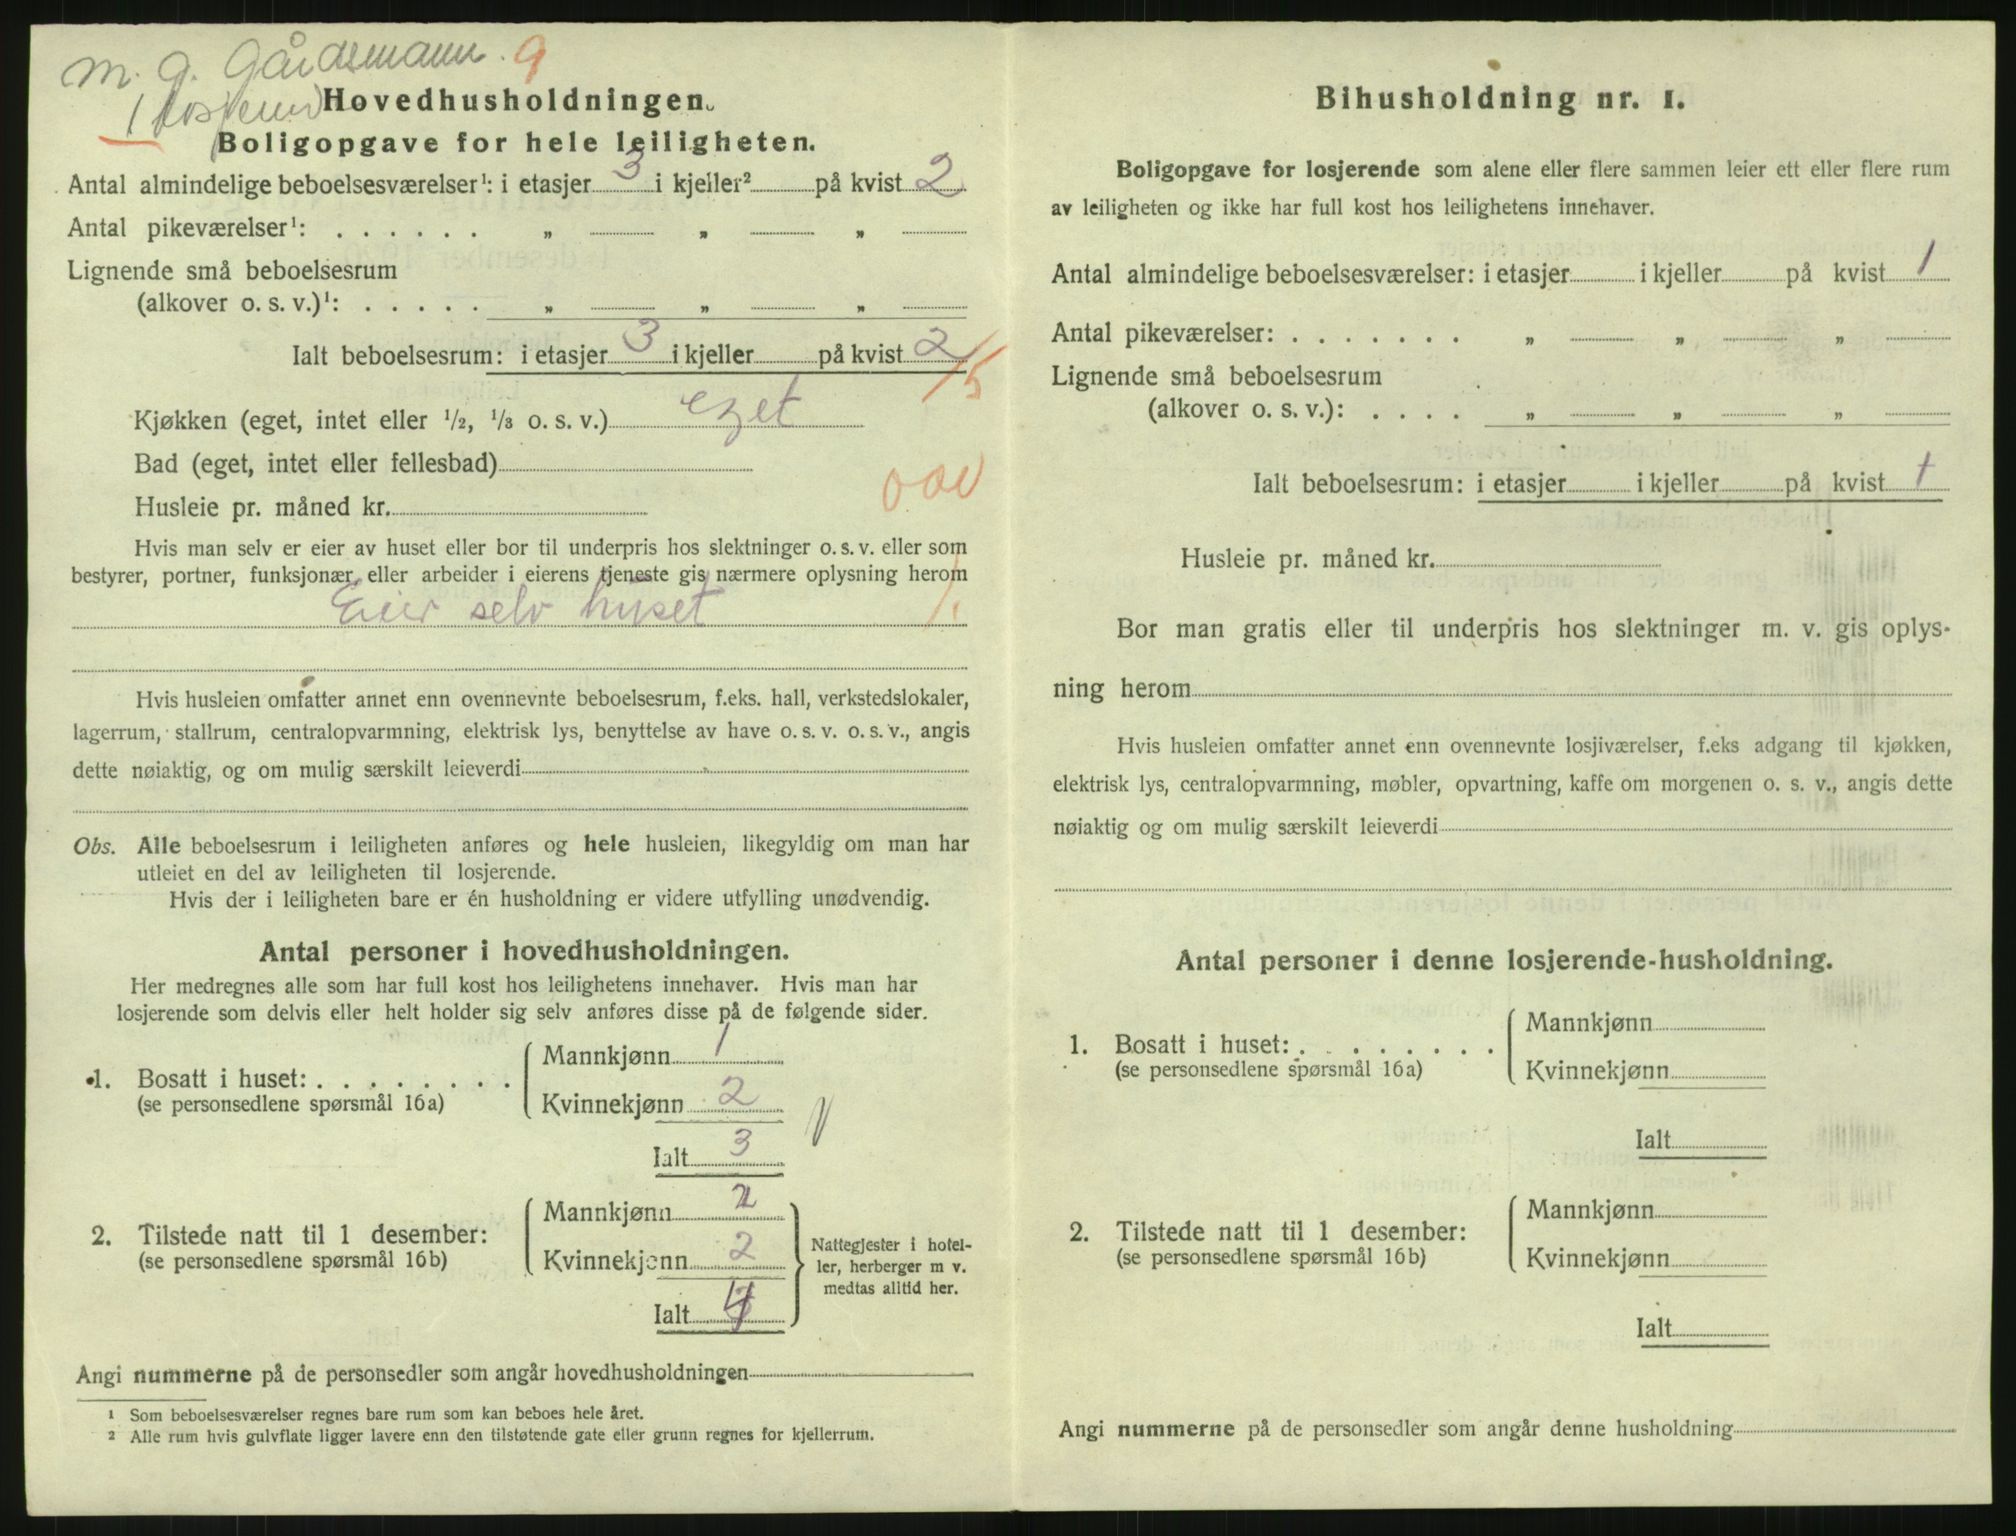 M. G. Gårdsmann. 9
1 losjerend
Hovedhusholdningen.
Boligopgave for hele leiligheten.
Antal almindelige beboelsesværelser¹: i etasjer 3 i kjeller² på kvist 2
Antal pikeværelser¹: . . . . . . „ „ „
Lignende små beboelsesrum
(alkover o. s. v.)¹: . . . . . „ „ „
Ialt beboelsesrum: i etasjer 3 i kjeller på kvist 2 /5
Kjøkken (eget, intet eller ½, ⅓ o. s. v.) eget
Bad (eget, intet eller fellesbad)
Husleie pr. måned kr.
Hvis man selv er eier av huset eller bor til underpris hos slektninger o. s. v. eller som
bestyrer, portner, funksjonær eller arbeider i eierens tjeneste gis nærmere oplysning herom
Eier selv huset 1.
Hvis husleien omfatter annet enn ovennevnte beboelsesrum, f.eks. hall, verkstedslokaler,
lagerrum, stallrum, centralopvarmning, elektrisk lys, benyttelse av have o. s. v. o. s. v., angis
dette nøiaktig, og om mulig særskilt leieverdi
Obs. Alle beboelsesrum i leiligheten anføres og hele husleien, likegyldig om man har
utleiet en del av leiligheten til losjerende.
Hvis der i leiligheten bare er én husholdning er videre utfylling unødvendig.
Antal personer i hovedhusholdningen.
Her medregnes alle som har full kost hos leilighetens innehaver. Hvis man har
losjerende som delvis eller helt holder sig selv anføres disse på de følgende sider.
1. Bosatt i huset: . . . . . . . .
(se personsedlene spørsmål 16a)
Mannkjønn 1
Kvinnekjønn 2
Ialt 3
2. Tilstede natt til 1 desember:
(se personsedlene spørsmål 16b)
Mannkjønn 2
Kvinnekjønn 2
Ialt 4
Nattegjester i hotel-
ler, herberger m v.
medtas alltid her.
Angi nummerne på de personsedler som angår hovedhusholdningen
¹ Som beboelsesværelser regnes bare rum som kan beboes hele året.
² Alle rum hvis gulvflate ligger lavere enn den tilstøtende gate eller grunn regnes for kjellerrum.
Bihusholdning nr. 1.
Boligopgave for losjerende som alene eller flere sammen leier ett eller flere rum
av leiligheten og ikke har full kost hos leilighetens innehaver.
Antal almindelige beboelsesværelser: i etasjer i kjeller på kvist 1
Antal pikeværelser: . . . . . . . „ „ „
Lignende små beboelsesrum
(alkover o. s. v.): . . . . „ „ „
Ialt beboelsesrum: i etasjer i kjeller på kvist 1
Husleie pr. måned kr.
Bor man gratis eller til underpris hos slektninger m. v. gis oplys-
ning herom
Hvis husleien omfatter annet enn ovennevnte losjiværelser, f.eks adgang til kjøkken,
elektrisk lys, centralopvarmning, møbler, opvartning, kaffe om morgenen o. s. v., angis dette
nøiaktig og om mulig særskilt leieverdi
Antal personer i denne losjerende-husholdning.
1. Bosatt i huset: . . . . . . . .
(se personsedlene spørsmål 16a)
Mannkjønn
Kvinnekjønn
Ialt
2. Tilstede natt til 1 desember:
(se personsedlene spørsmål 16b)
Mannkjønn
Kvinnekjønn
Ialt
Angi nummerne på de personsedler som angår denne husholdning